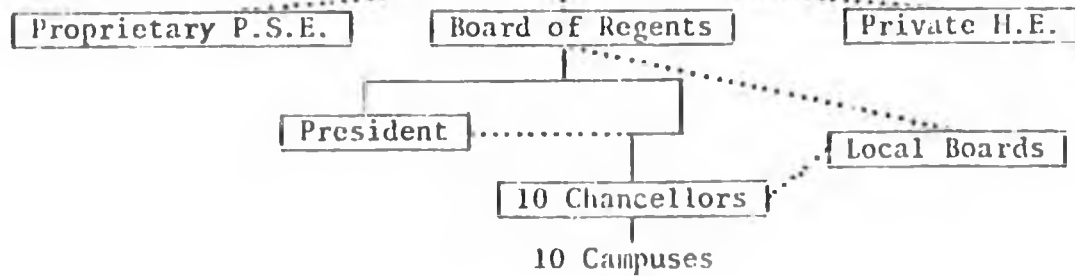 Proprietary P.S.E. Board of Regents Private H.E.
President
Local Boards
10 Chancellors
10 Campuses